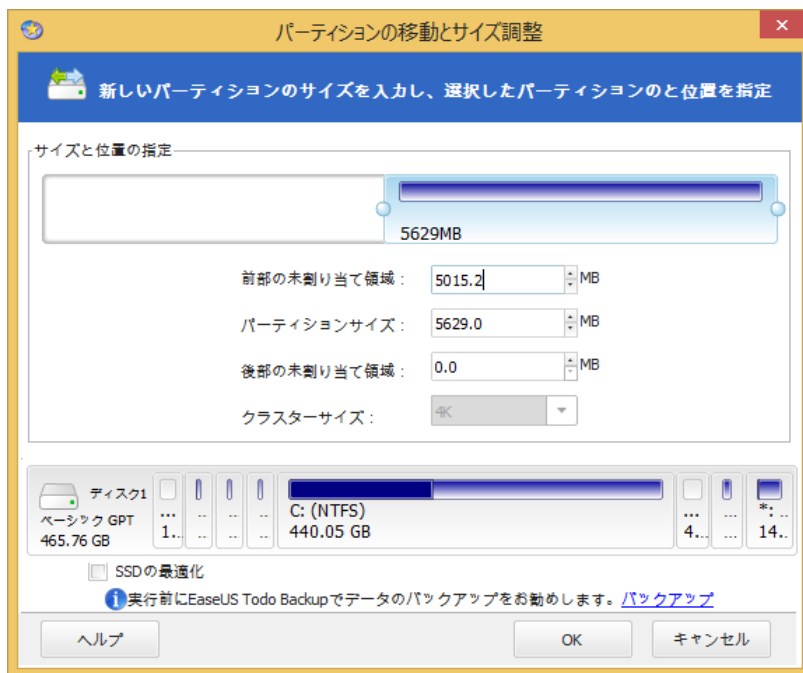 パーティションの移動とサイズ調整
新しいパーティションのサイズを入力し、選択したパーティションのと位置を指定
サイズと位置の指定
5629MB
前部の未割り当て領域： 5015.2 MB
パーティションサイズ： 5629.0 MB
後部の未割り当て領域： 0.0 MB
クラスターサイズ： 4K
ディスク1
ベーシック GPT
465.76 GB
... 1..
.. ..
.. ..
.. ..
C: (NTFS)
440.05 GB
... 4..
... ...
*: .. 14..
SSDの最適化
実行前にEaseUS Todo Backupでデータのバックアップをお勧めします。バックアップ
ヘルプ OK キャンセル